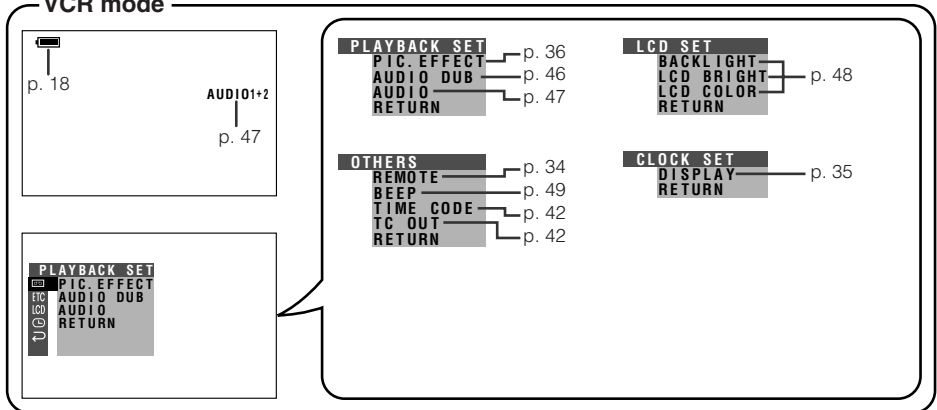 VCR mode
p. 18
AUDIO1+2
p. 47
PLAYBACK SET
PIC.EFFECT
AUDIO DUB
AUDIO
RETURN
p. 36
p. 46
p. 47
LCD SET
BACKLIGHT
LCD BRIGHT
LCD COLOR
RETURN
p. 48
OTHERS
REMOTE
BEEP
TIME CODE
TC OUT
RETURN
p. 34
p. 49
p. 42
p. 42
CLOCK SET
DISPLAY
RETURN
p. 35
PLAYBACK SET
PIC.EFFECT
ETC AUDIO DUB
LCD AUDIO
RETURN